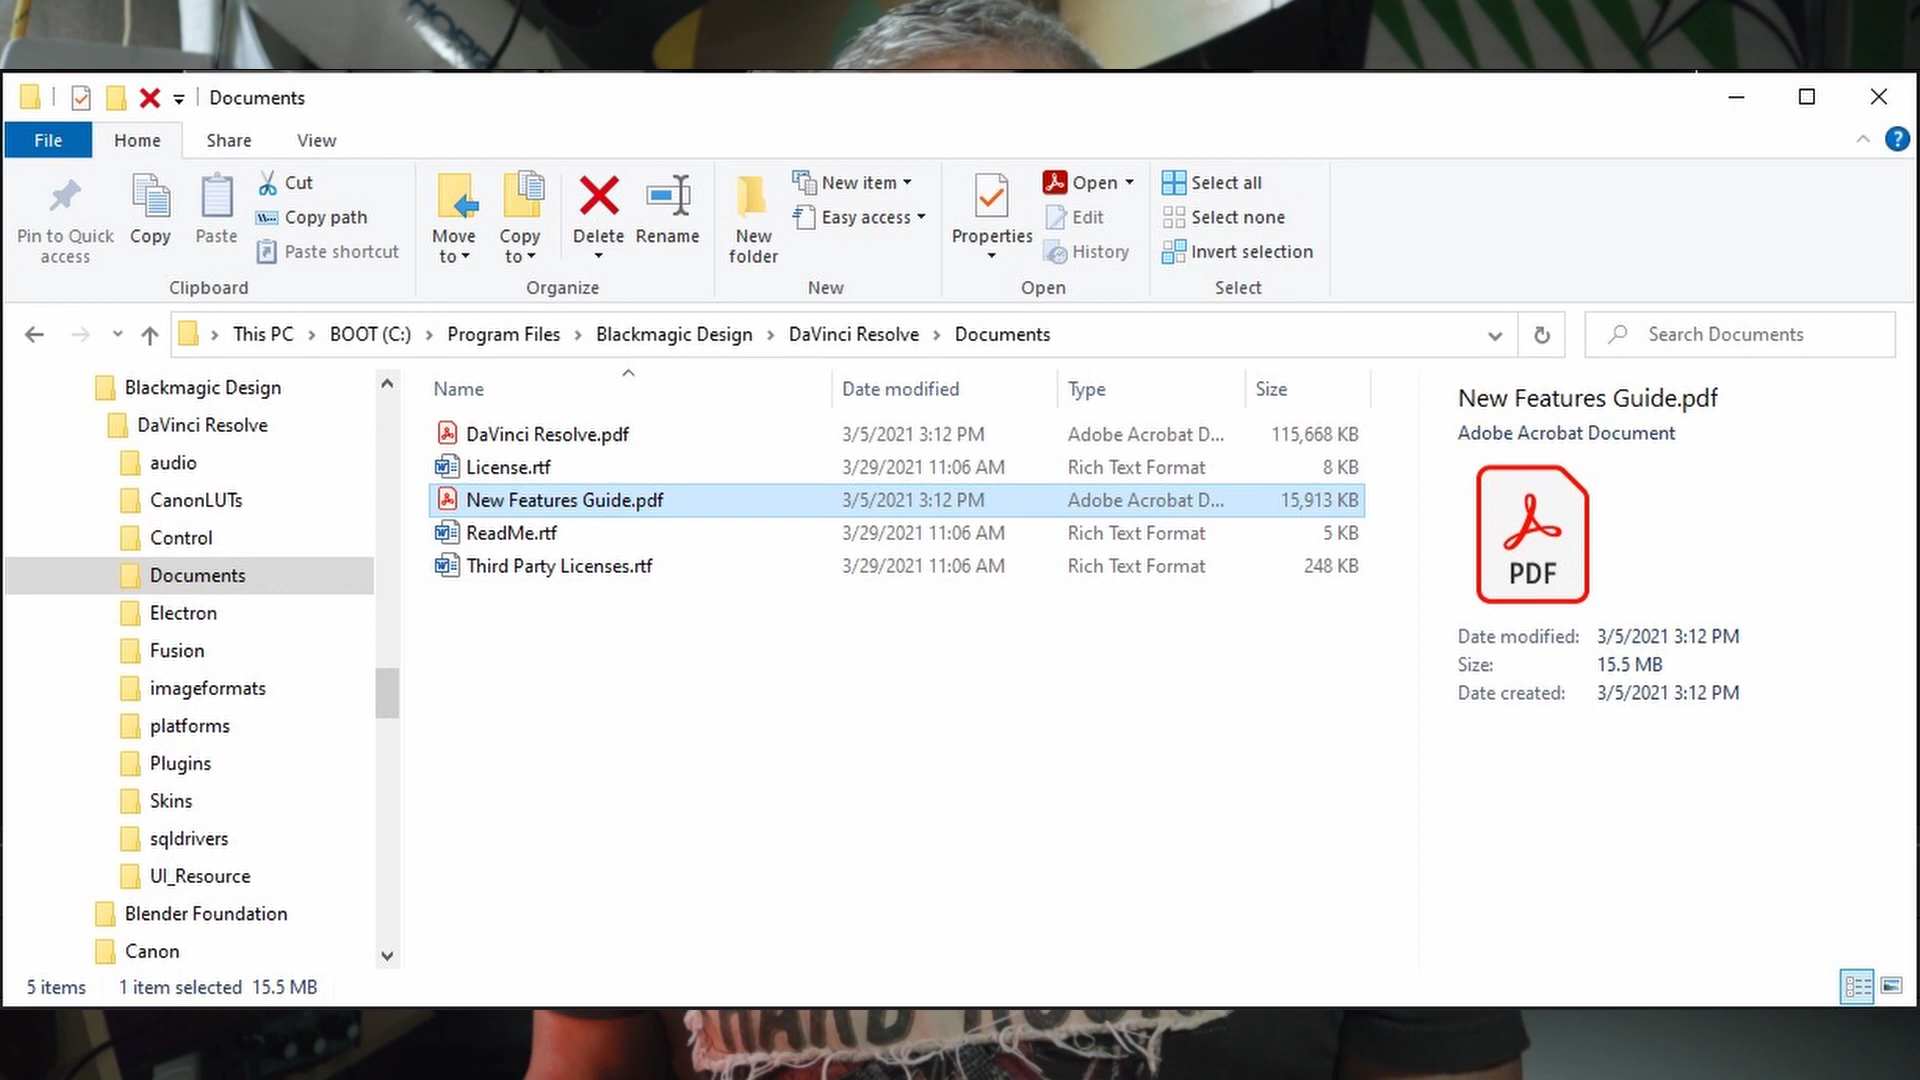 Documents
File Home Share View
Pin to Quick access
Copy
Paste
Cut
Copy path
Paste shortcut
Clipboard
Move to
Copy to
Delete
Rename
Organize
New folder
New item
Easy access
New
Properties
Open
Edit
History
Open
Select all
Select none
Invert selection
Select
This PC › BOOT (C:) › Program Files › Blackmagic Design › DaVinci Resolve › Documents
Search Documents
Blackmagic Design
DaVinci Resolve
audio
CanonLUTs
Control
Documents
Electron
Fusion
imageformats
platforms
Plugins
Skins
sqldrivers
UI_Resource
Blender Foundation
Canon
Name Date modified Type Size
DaVinci Resolve.pdf 3/5/2021 3:12 PM Adobe Acrobat D... 115,668 KB
License.rtf 3/29/2021 11:06 AM Rich Text Format 8 KB
New Features Guide.pdf 3/5/2021 3:12 PM Adobe Acrobat D... 15,913 KB
ReadMe.rtf 3/29/2021 11:06 AM Rich Text Format 5 KB
Third Party Licenses.rtf 3/29/2021 11:06 AM Rich Text Format 248 KB
New Features Guide.pdf
Adobe Acrobat Document
PDF
Date modified: 3/5/2021 3:12 PM
Size: 15.5 MB
Date created: 3/5/2021 3:12 PM
5 items 1 item selected 15.5 MB